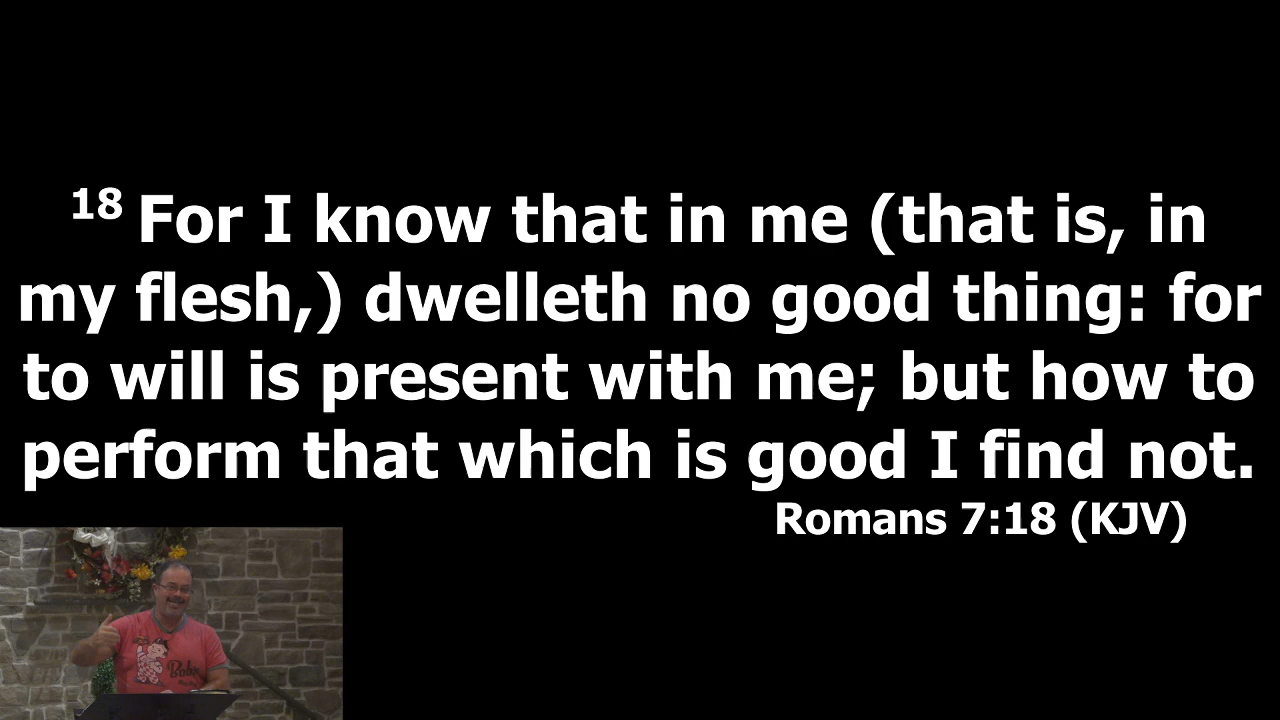 18 For I know that in me (that is, in
my flesh,) dwelleth no good thing: for
to will is present with me; but how to
perform that which is good I find not.
Romans 7:18 (KJV)